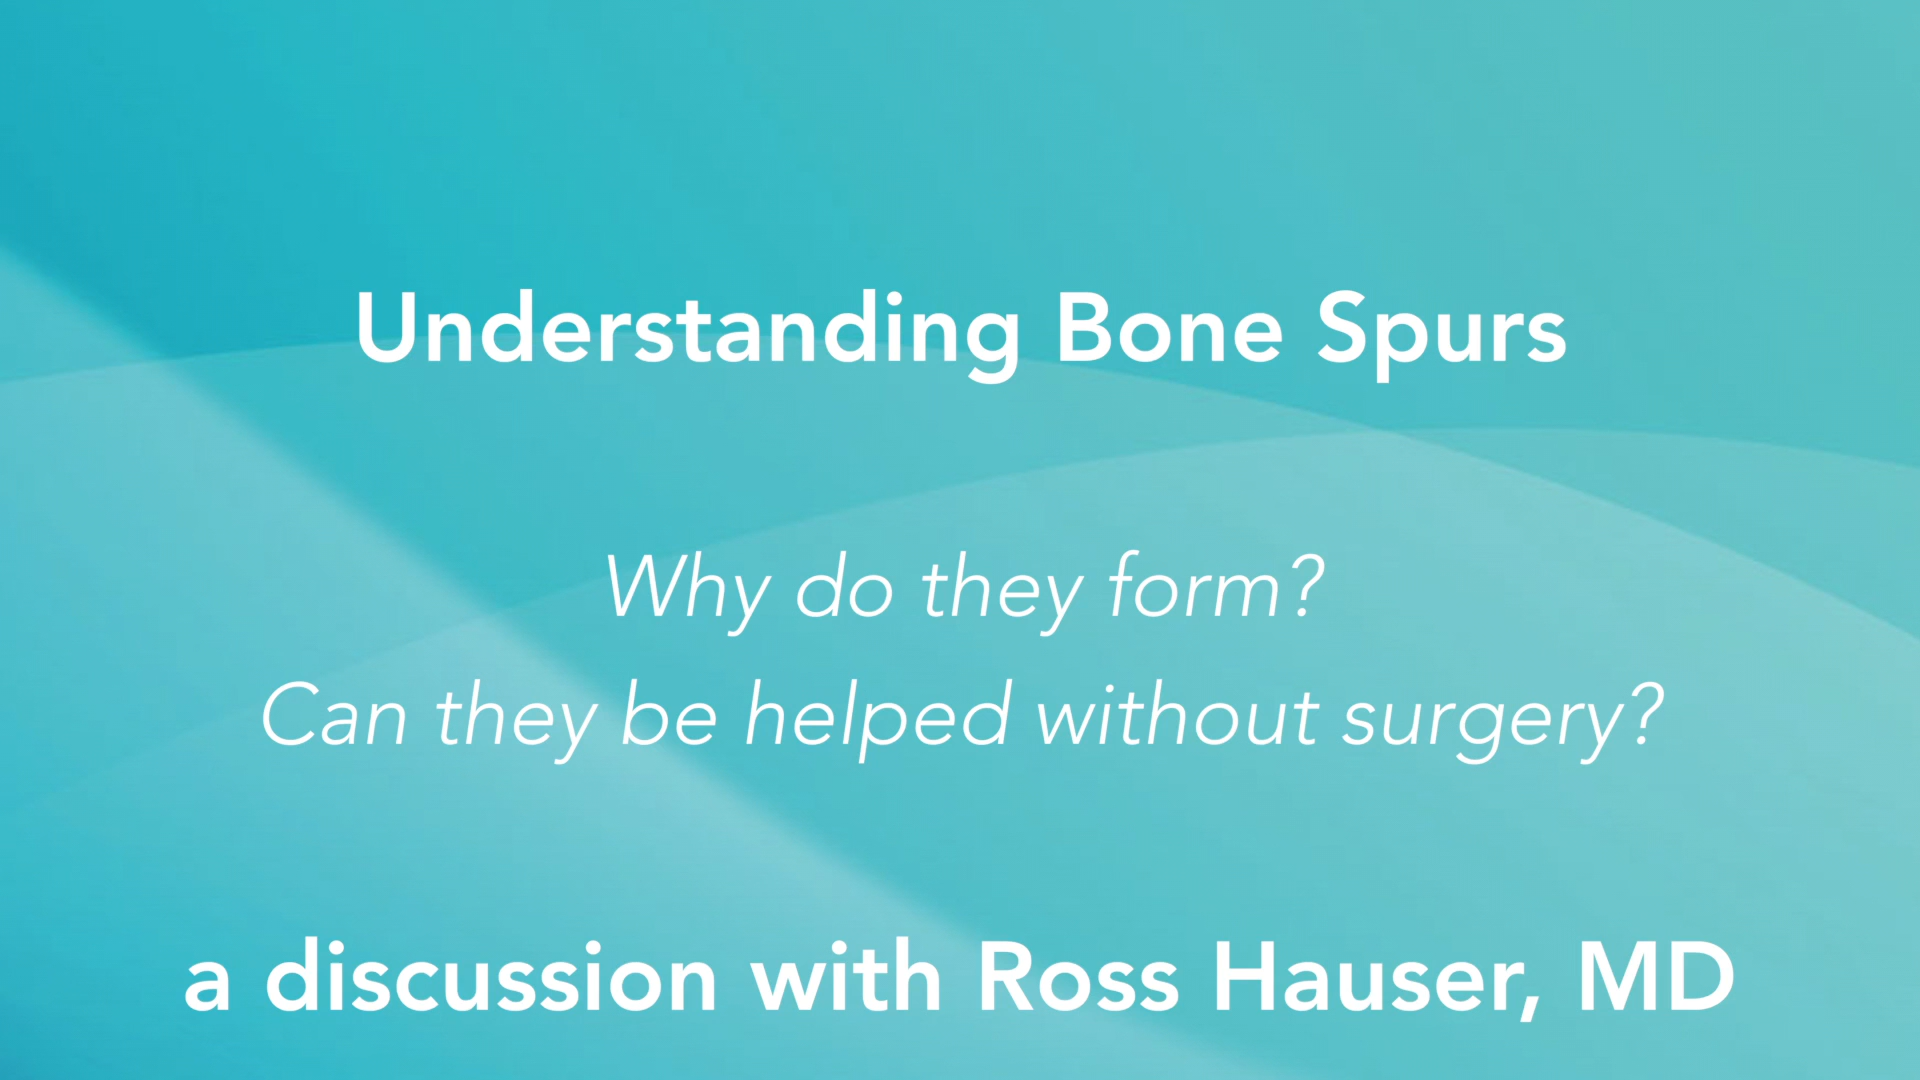 Understanding Bone Spurs
Why do they form?
Can they be helped without surgery?
a discussion with Ross Hauser, MD